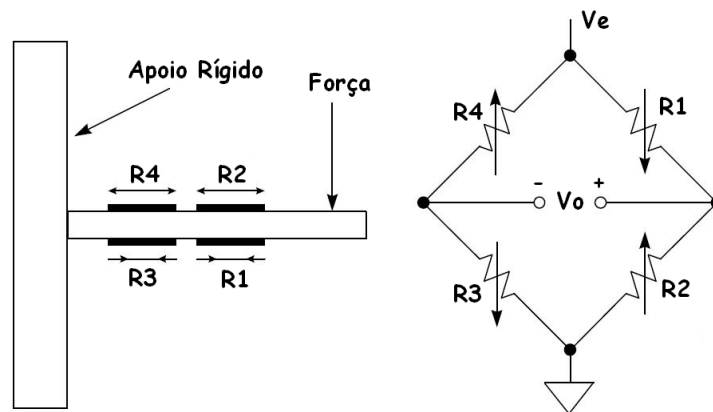 Apoio Rígido
Força
R4
R2
R3
R1
Ve
R4
R1
- Vo +
R3
R2